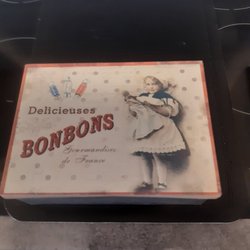 Delicieuses
BONBONS
Gourmandises
de France